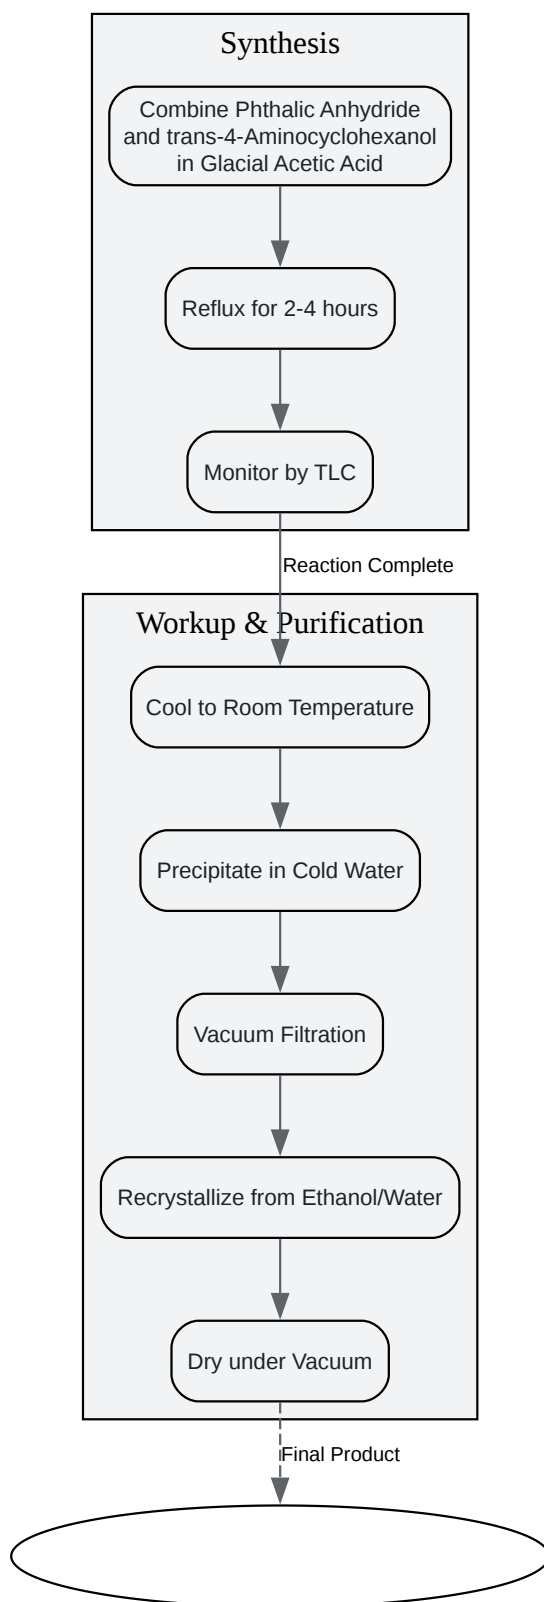 Synthesis
Combine Phthalic Anhydride
and trans-4-Aminocyclohexanol
in Glacial Acetic Acid
Reflux for 2-4 hours
Monitor by TLC
Reaction Complete
Workup & Purification
Cool to Room Temperature
Precipitate in Cold Water
Vacuum Filtration
Recrystallize from Ethanol/Water
Dry under Vacuum
Final Product